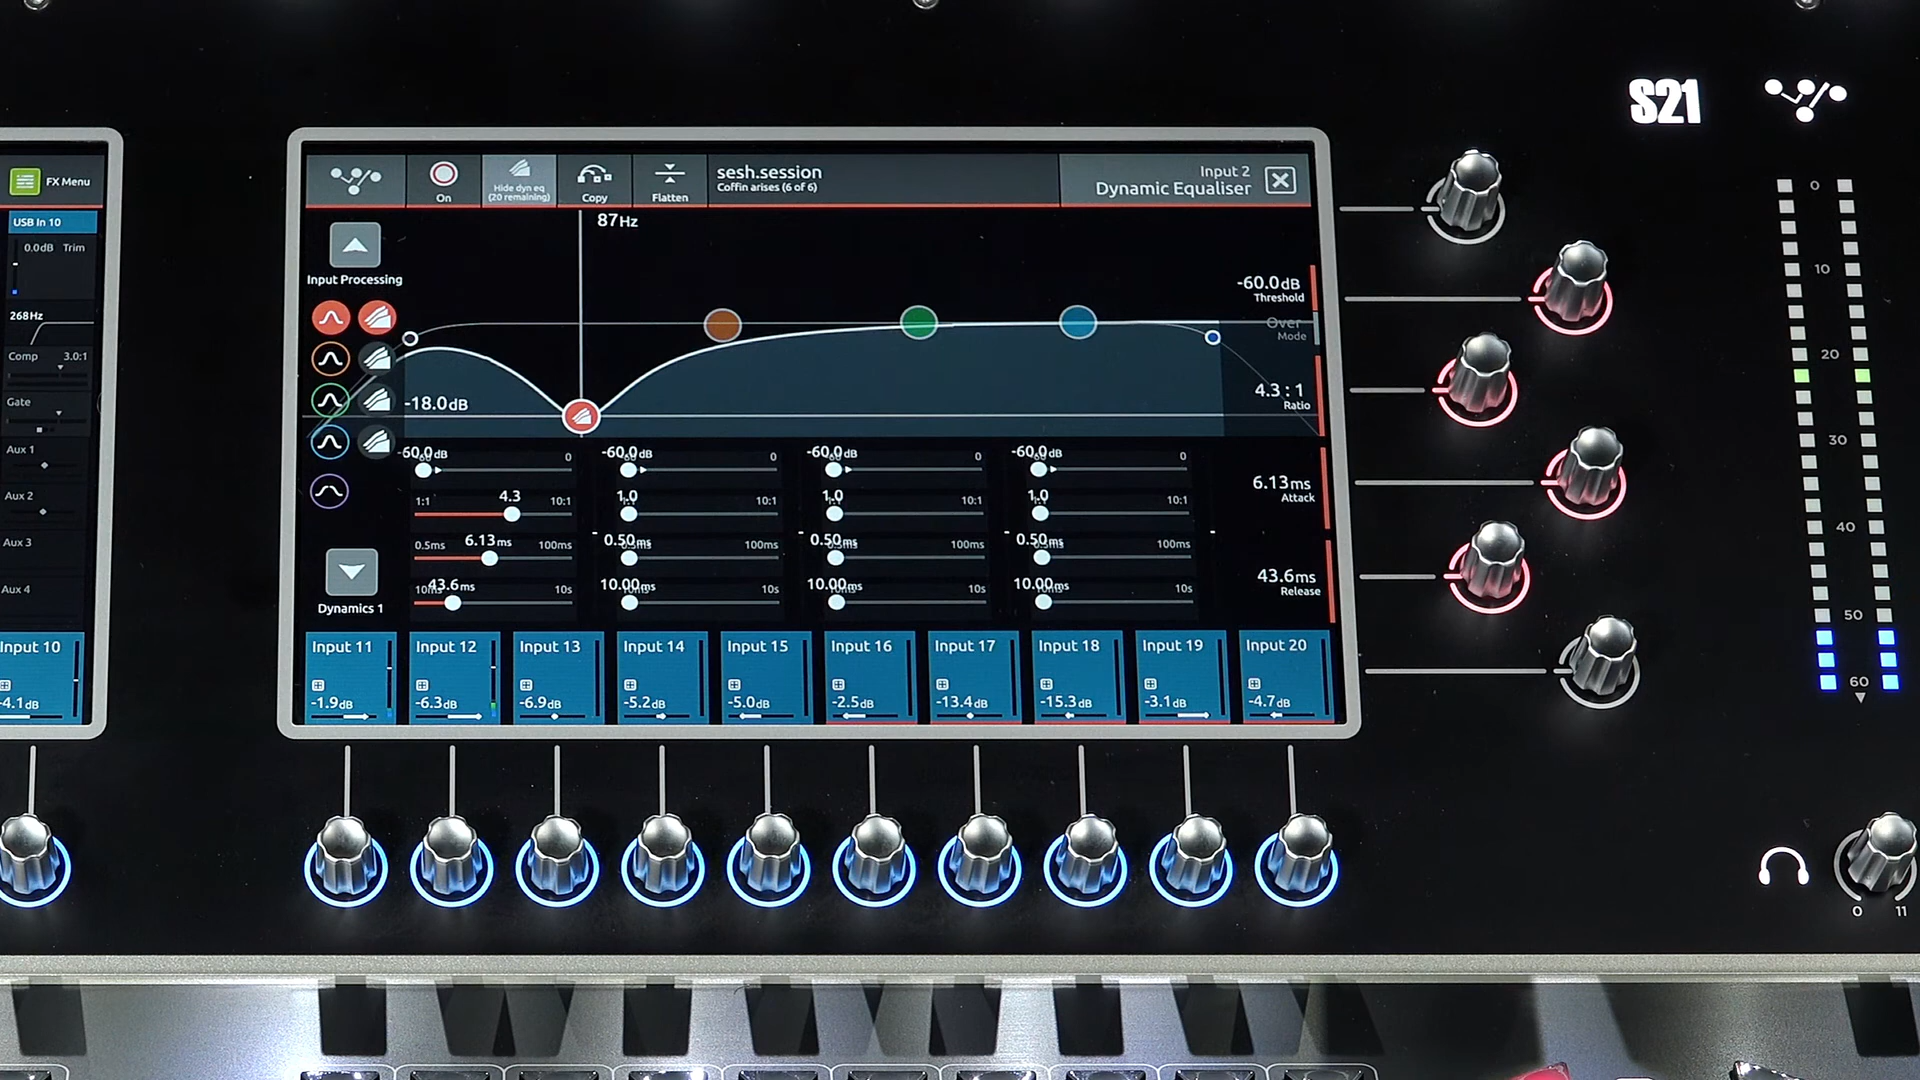 S21
FX Menu
USB In 10
0.0dB Trim
268Hz
Comp 3.0:1
Gate
Aux 1
Aux 2
Aux 3
Aux 4
Input 10
-4.1dB
On
Hide dyn eq
(20 remaining)
Copy
Flatten
sesh.session
Coffin arises (6 of 6)
Input 2
Dynamic Equaliser
87Hz
Input Processing
-18.0dB
-60.0dB
Threshold
Over
Mode
4.3 : 1
Ratio
6.13ms
Attack
43.6ms
Release
-60.0dB 0 -60.0dB 0 -60.0dB 0 -60.0dB 0
1:1 4.3 10:1 1.0 10:1 1.0 10:1 1.0 10:1
0.5ms 6.13ms 100ms 0.50ms 100ms 0.50ms 100ms 0.50ms 100ms
43.6ms 10s 10.00ms 10s 10.00ms 10s 10.00ms 10s
Dynamics 1
Input 11 Input 12 Input 13 Input 14 Input 15 Input 16 Input 17 Input 18 Input 19 Input 20
-1.9dB -6.3dB -6.9dB -5.2dB -5.0dB -2.5dB -13.4dB -15.3dB -3.1dB -4.7dB
0
10
20
30
40
50
60
0 11